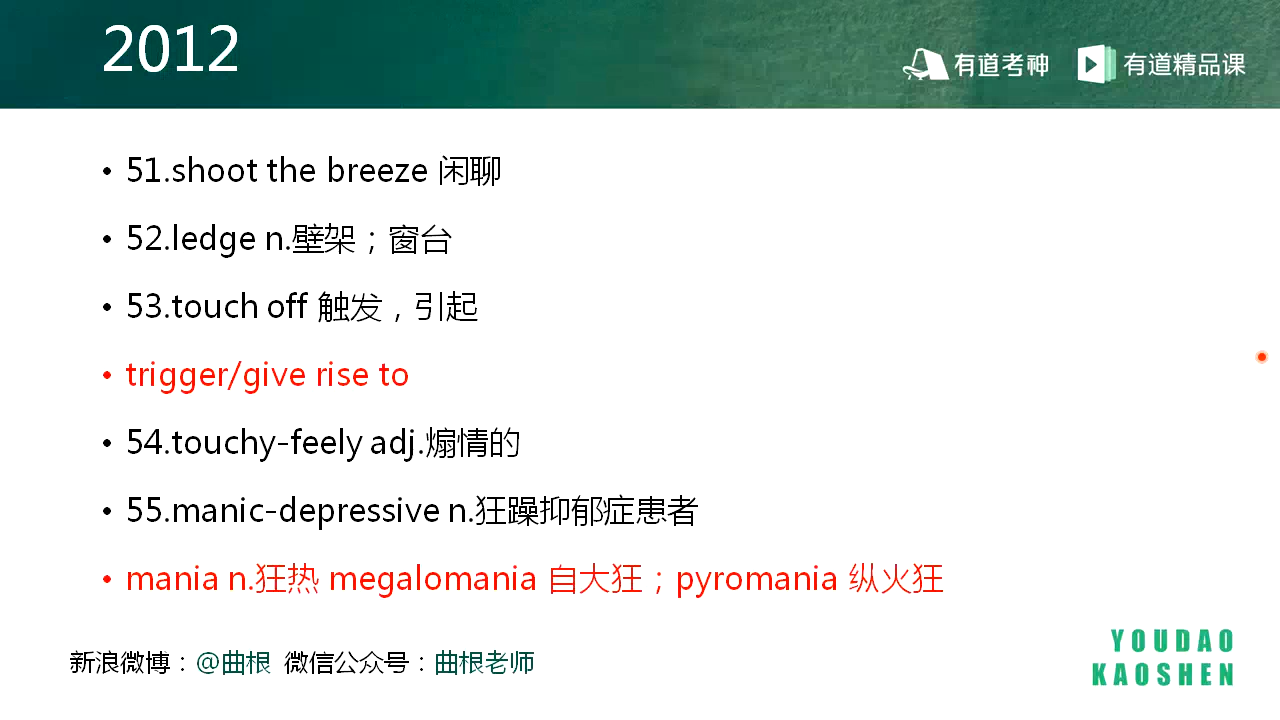 2012
有道考神 有道精品课
• 51.shoot the breeze 闲聊
• 52.ledge n.壁架；窗台
• 53.touch off 触发，引起
• trigger/give rise to
• 54.touchy-feely adj.煽情的
• 55.manic-depressive n.狂躁抑郁症患者
• mania n.狂热 megalomania 自大狂；pyromania 纵火狂
新浪微博：@曲根 微信公众号：曲根老师
YOUDAO
KAOSHEN